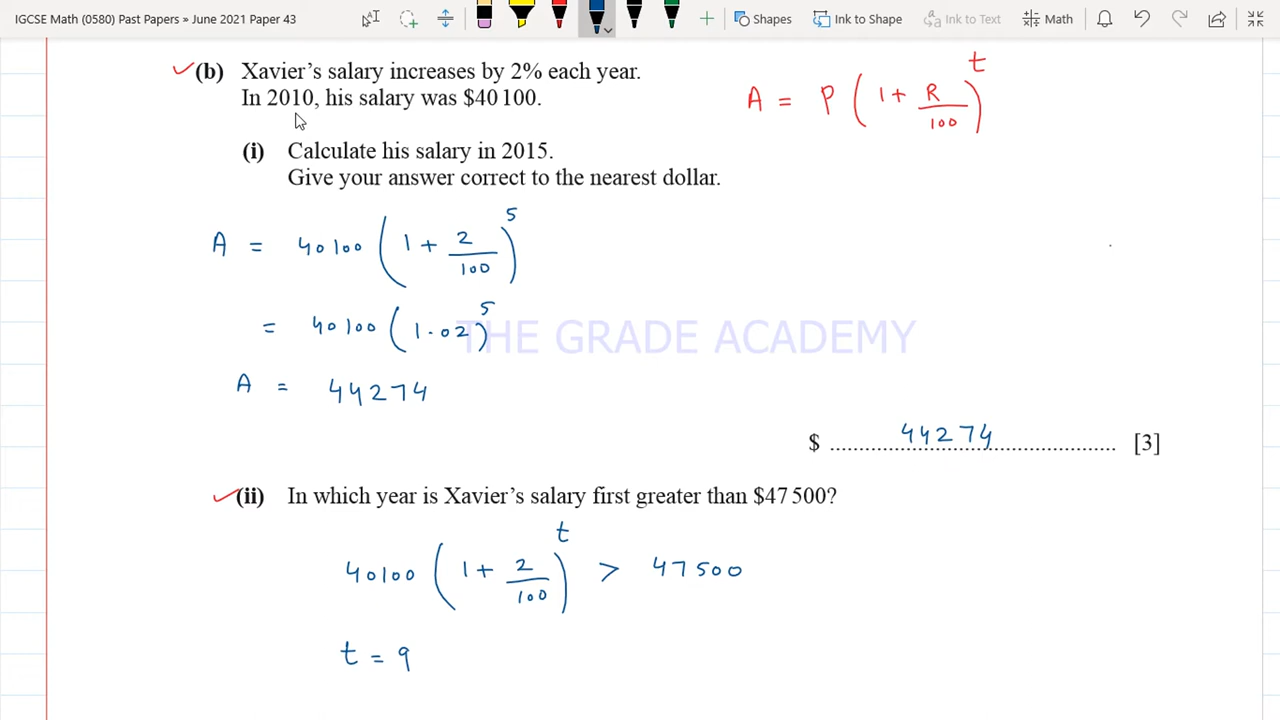 IGCSE Math (0580) Past Papers » June 2021 Paper 43
Shapes Ink to Shape Ink to Text Math
(b) Xavier's salary increases by 2% each year.
In 2010, his salary was $40 100.
A = P ( 1 + R/100 )^t
(i) Calculate his salary in 2015.
Give your answer correct to the nearest dollar.
A = 40100 ( 1 + 2/100 )^5
= 40100 ( 1.02 )^5
THE GRADE ACADEMY
A = 44274
$ 44274 [3]
(ii) In which year is Xavier's salary first greater than $47 500?
40100 ( 1 + 2/100 )^t > 47500
t = 9